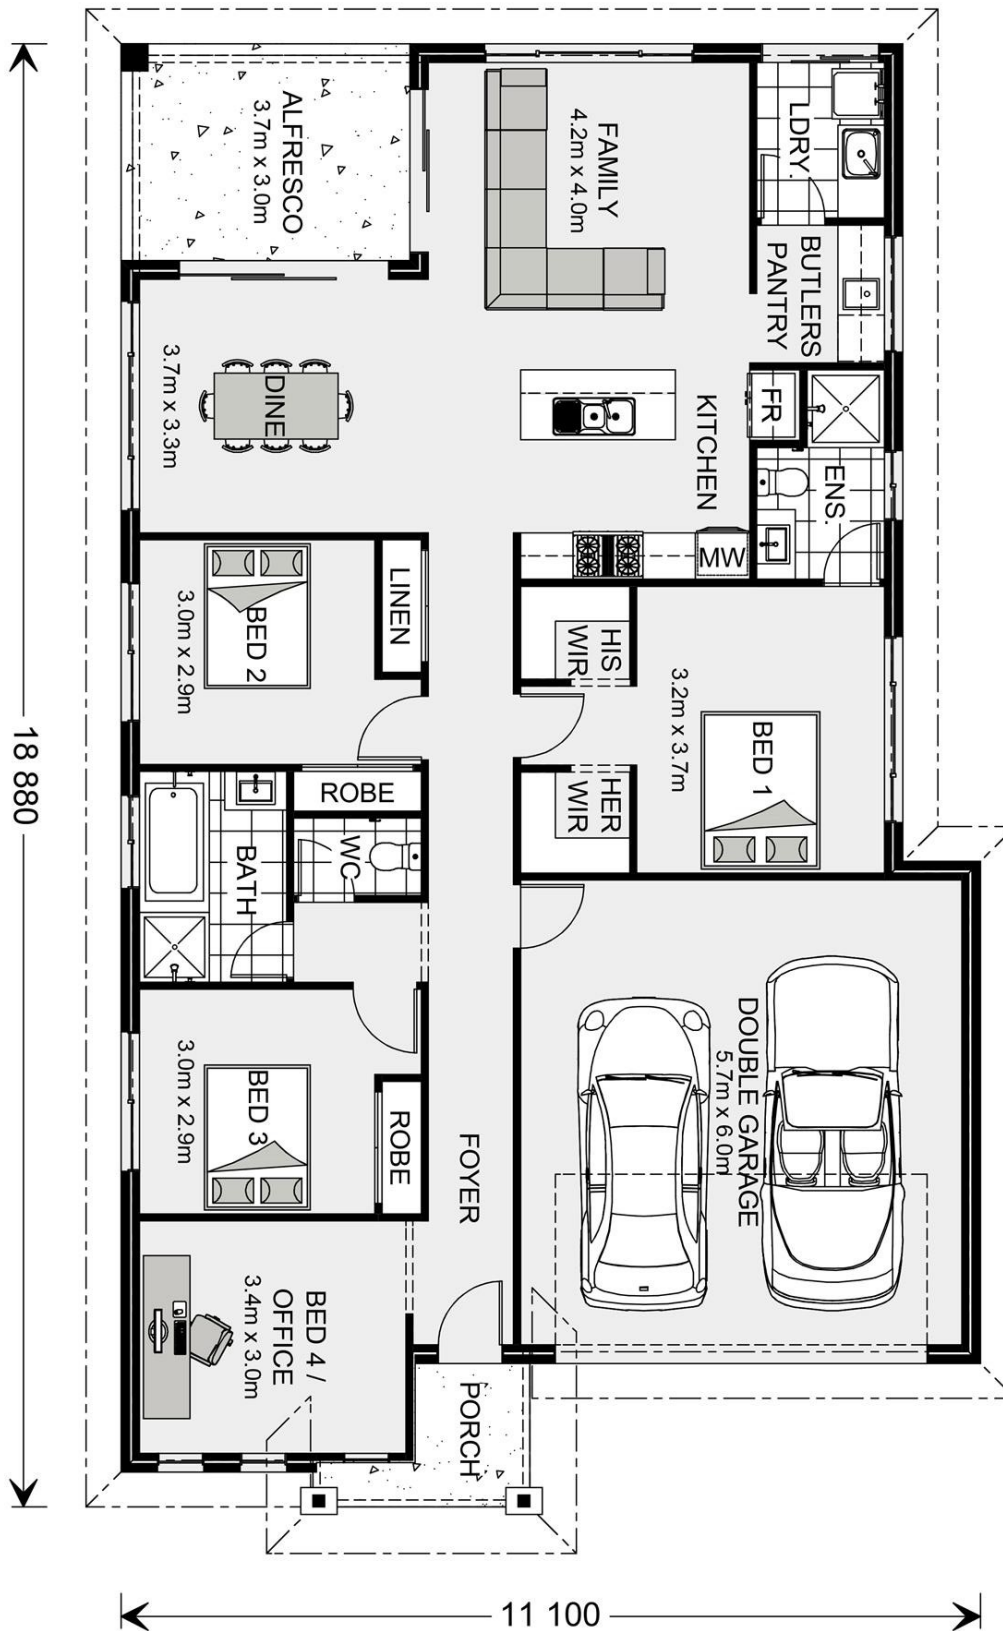 ALFRESCO
3.7m x 3.0m
FAMILY
4.2m x 4.0m
LDRY.
BUTLERS
PANTRY
3.7m x 3.3m
DINE
KITCHEN
FR
ENS.
MW
LINEN
BED 2
3.0m x 2.9m
HIS
WIR
BED 1
3.2m x 3.7m
ROBE
HER
WIR
WC
BATH
18 880
BED 3
3.0m x 2.9m
ROBE
FOYER
DOUBLE GARAGE
5.7m x 6.0m
BED 4 /
OFFICE
3.4m x 3.0m
PORCH
11 100